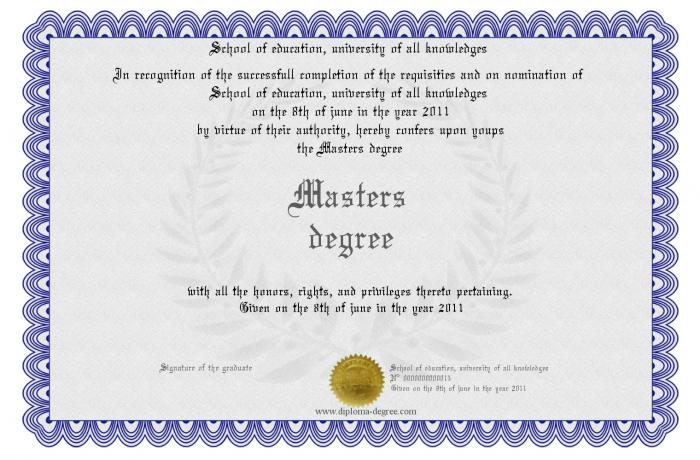 School of education, university of all knowledges
In recognition of the successfull completion of the requisities and on nomination of
School of education, university of all knowledges
on the 8th of june in the year 2011
by virtue of their authority, hereby confers upon youps
the Masters degree
Masters
degree
with all the honors, rights, and privileges thereto pertaining.
Given on the 8th of june in the year 2011
Signature of the graduate
School of education, university of all knowledges
N° 0000000000015
Given on the 8th of june in the year 2011
www.diploma-degree.com